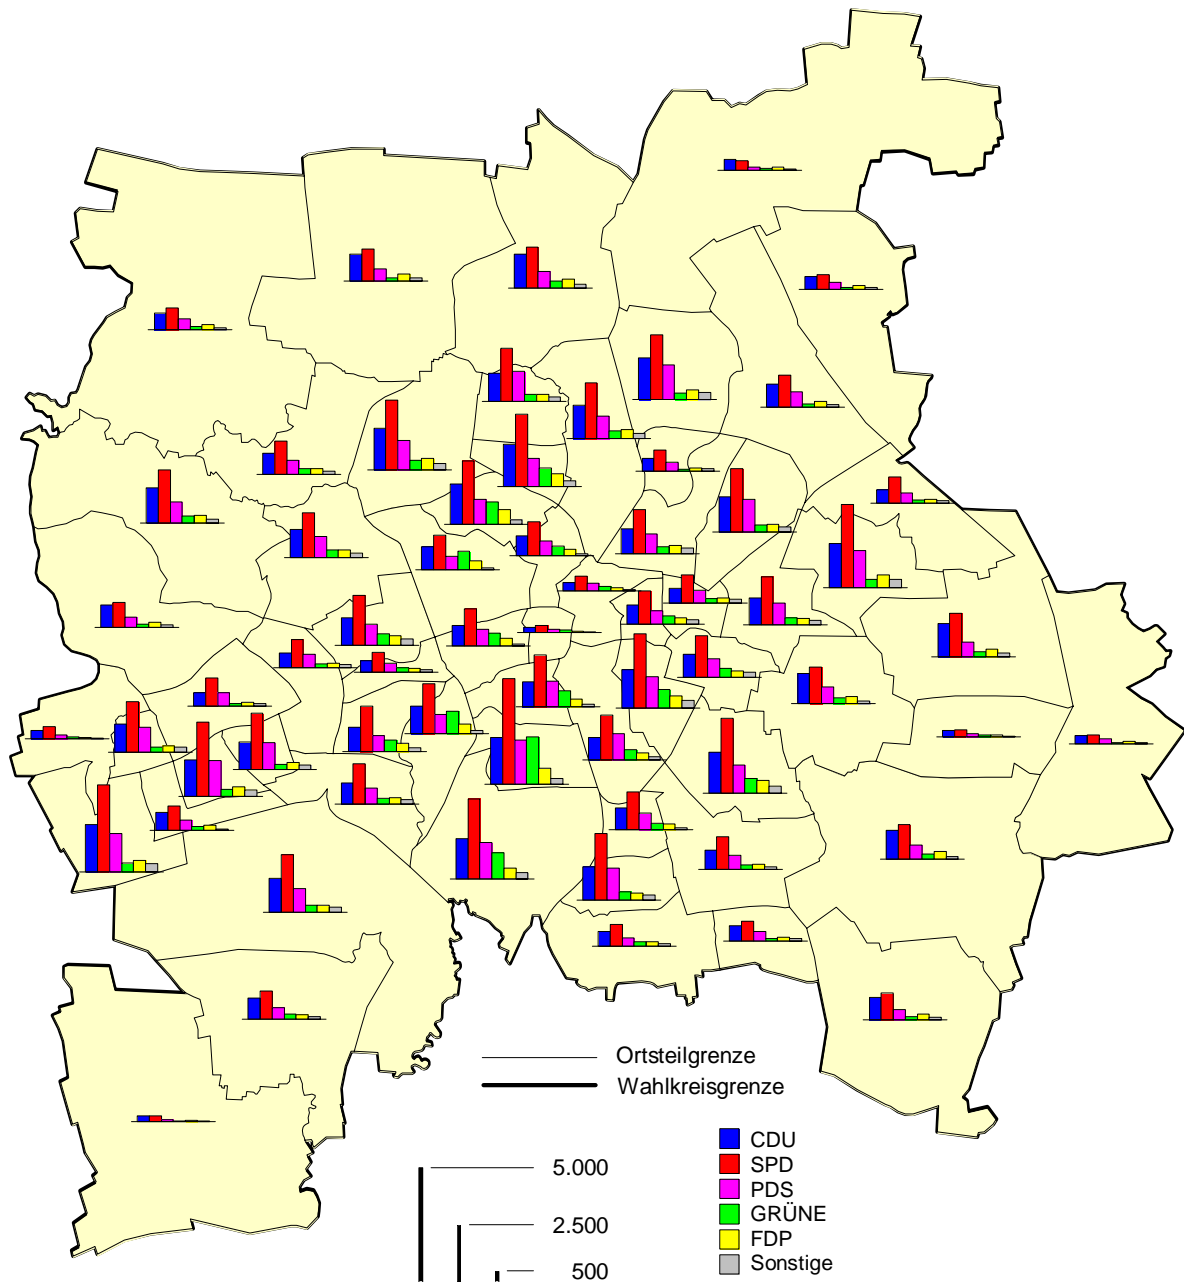 Ortsteilgrenze
Wahlkreisgrenze
5.000
2.500
500
CDU
SPD
PDS
GRÜNE
FDP
Sonstige